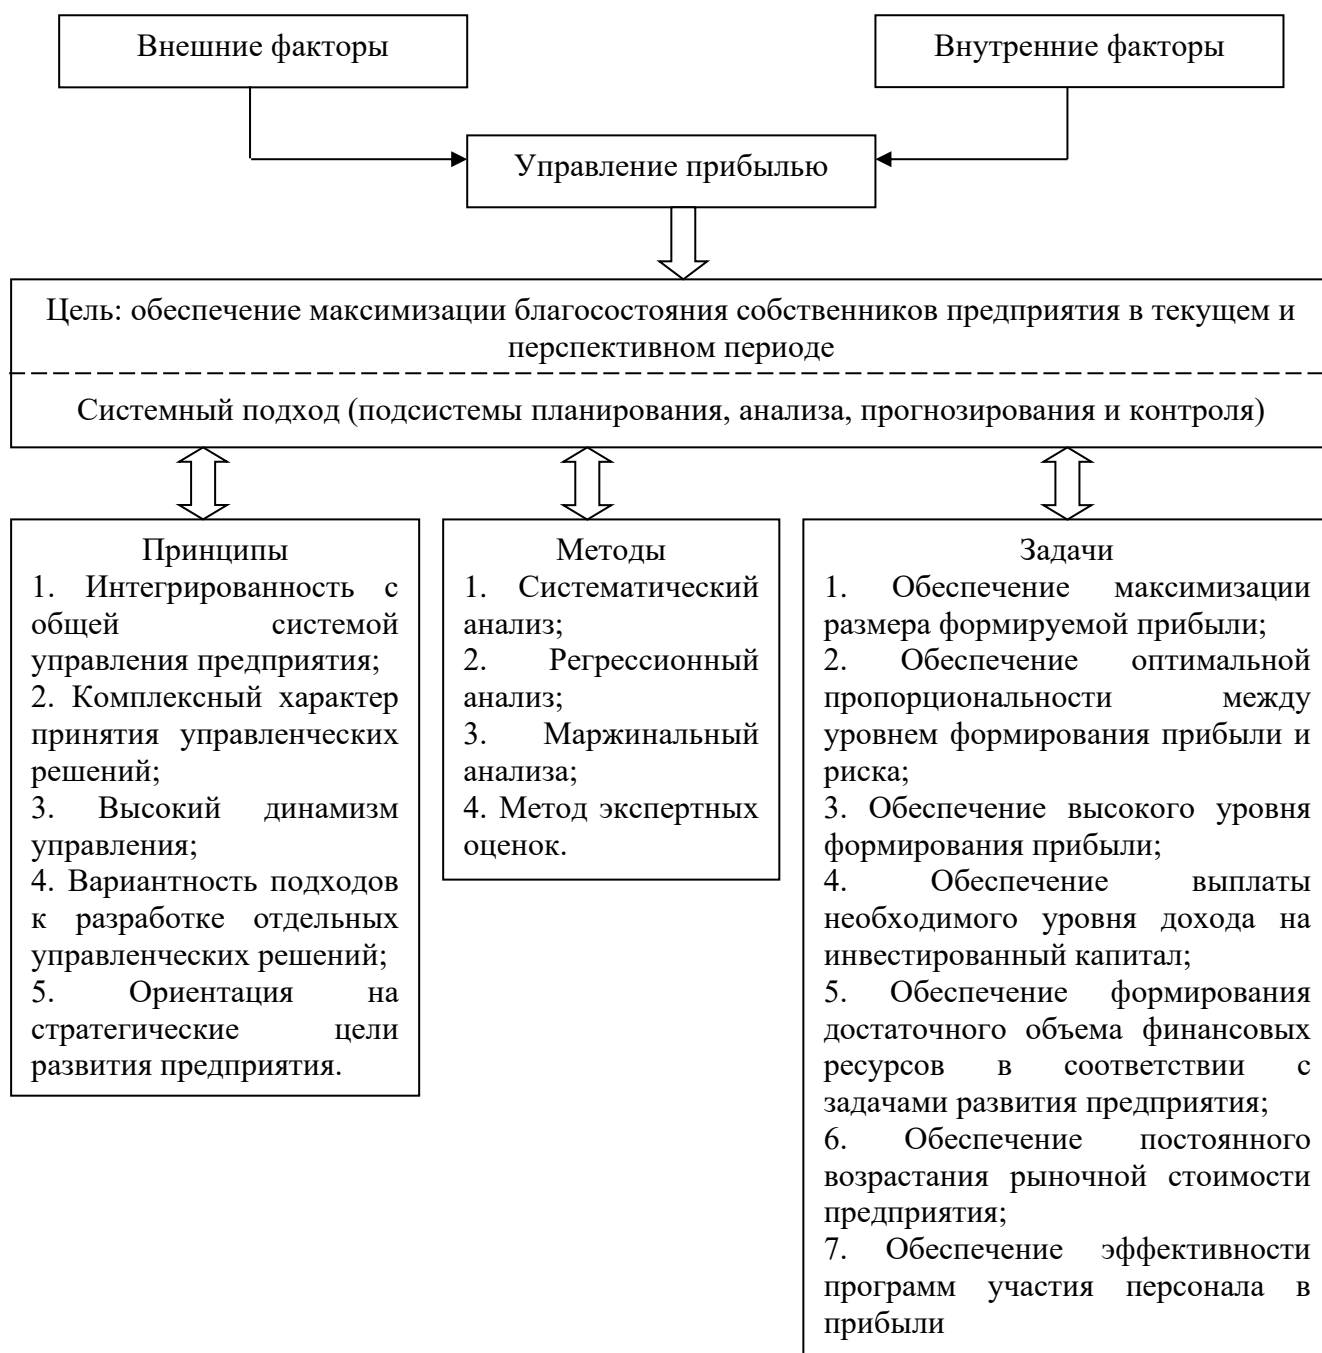 Внешние факторы
Внутренние факторы
Управление прибылью
Цель: обеспечение максимизации благосостояния собственников предприятия в текущем и
перспективном периоде
Системный подход (подсистемы планирования, анализа, прогнозирования и контроля)
Принципы
1. Интегрированность с
общей системой
управления предприятия;
2. Комплексный характер
принятия управленческих
решений;
3. Высокий динамизм
управления;
4. Вариантность подходов
к разработке отдельных
управленческих решений;
5. Ориентация на
стратегические цели
развития предприятия.
Методы
1. Систематический
анализ;
2. Регрессионный
анализ;
3. Маржинальный
анализа;
4. Метод экспертных
оценок.
Задачи
1. Обеспечение максимизации
размера формируемой прибыли;
2. Обеспечение оптимальной
пропорциональности между
уровнем формирования прибыли и
риска;
3. Обеспечение высокого уровня
формирования прибыли;
4. Обеспечение выплаты
необходимого уровня дохода на
инвестированный капитал;
5. Обеспечение формирования
достаточного объема финансовых
ресурсов в соответствии с
задачами развития предприятия;
6. Обеспечение постоянного
возрастания рыночной стоимости
предприятия;
7. Обеспечение эффективности
программ участия персонала в
прибыли